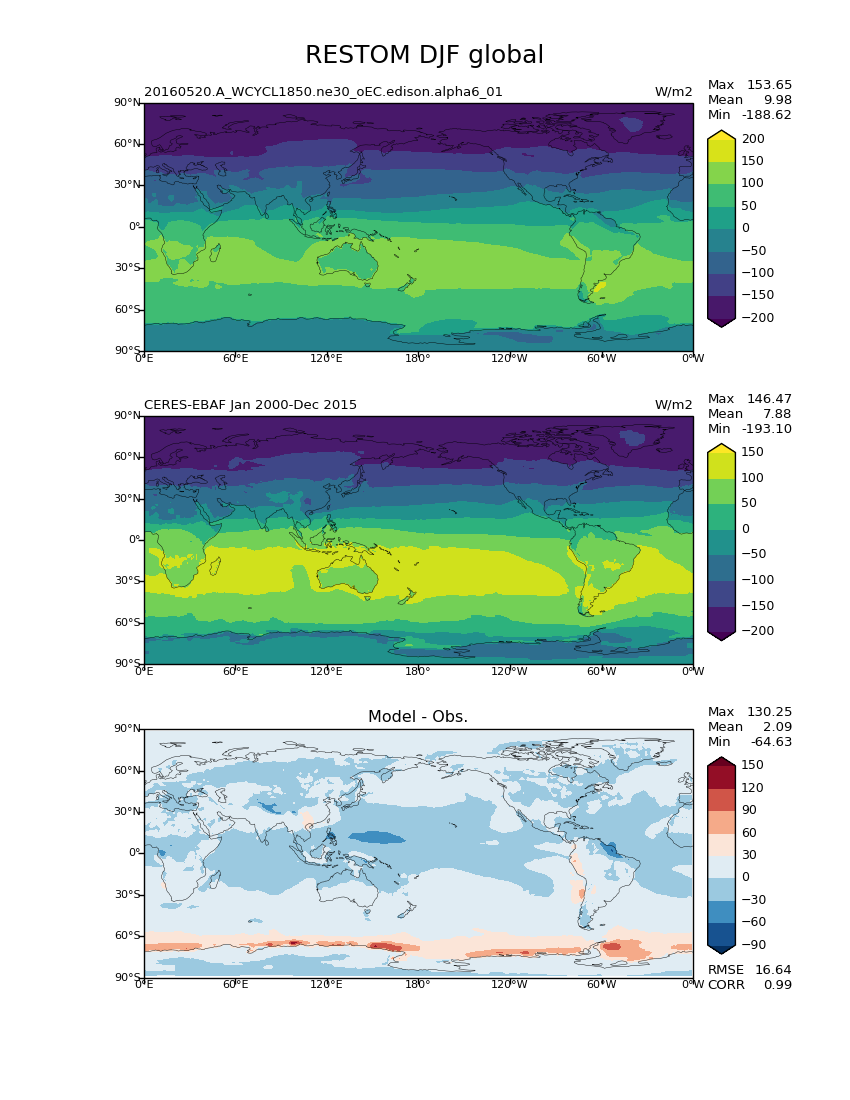 RESTOM DJF global
20160520.A_WCYCL1850.ne30_oEC.edison.alpha6_01 W/m2
Max 153.65
Mean 9.98
Min -188.62
90°N
60°N
30°N
0°
30°S
60°S
90°S
0°E 60°E 120°E 180° 120°W 60°W 0°W
200
150
100
50
0
−50
−100
−150
−200
CERES-EBAF Jan 2000-Dec 2015 W/m2
Max 146.47
Mean 7.88
Min -193.10
90°N
60°N
30°N
0°
30°S
60°S
90°S
0°E 60°E 120°E 180° 120°W 60°W 0°W
150
100
50
0
−50
−100
−150
−200
Model - Obs.
Max 130.25
Mean 2.09
Min -64.63
90°N
60°N
30°N
0°
30°S
60°S
90°S
0°E 60°E 120°E 180° 120°W 60°W 0°W
150
120
90
60
30
0
−30
−60
−90
RMSE 16.64
CORR 0.99